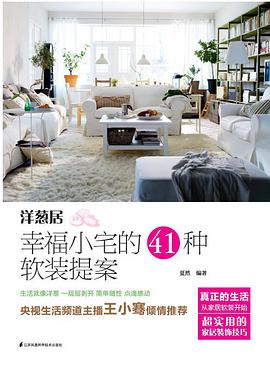 洋葱居
幸福小宅的41种
软装提案
夏然 编著
生活就像洋葱 一层层剥开 简单随性 点滴感动
央视生活频道主播王小骞倾情推荐
真正的生活
从家居软装开始
超实用的
家居装饰技巧
江苏凤凰科学技术出版社